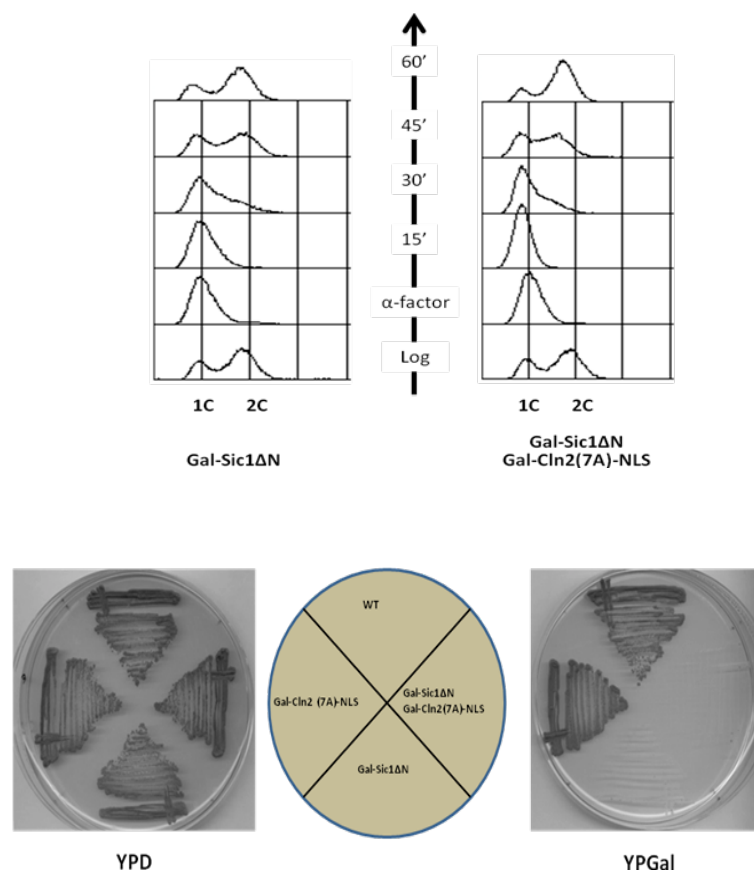 60’
45’
30’
15’
α-factor
Log
1C 2C
1C 2C
Gal-Sic1ΔN
Gal-Sic1ΔN
Gal-Cln2(7A)-NLS
WT
Gal-Cln2 (7A)-NLS
Gal-Sic1ΔN
Gal-Cln2(7A)-NLS
Gal-Sic1ΔN
YPD
YPGal